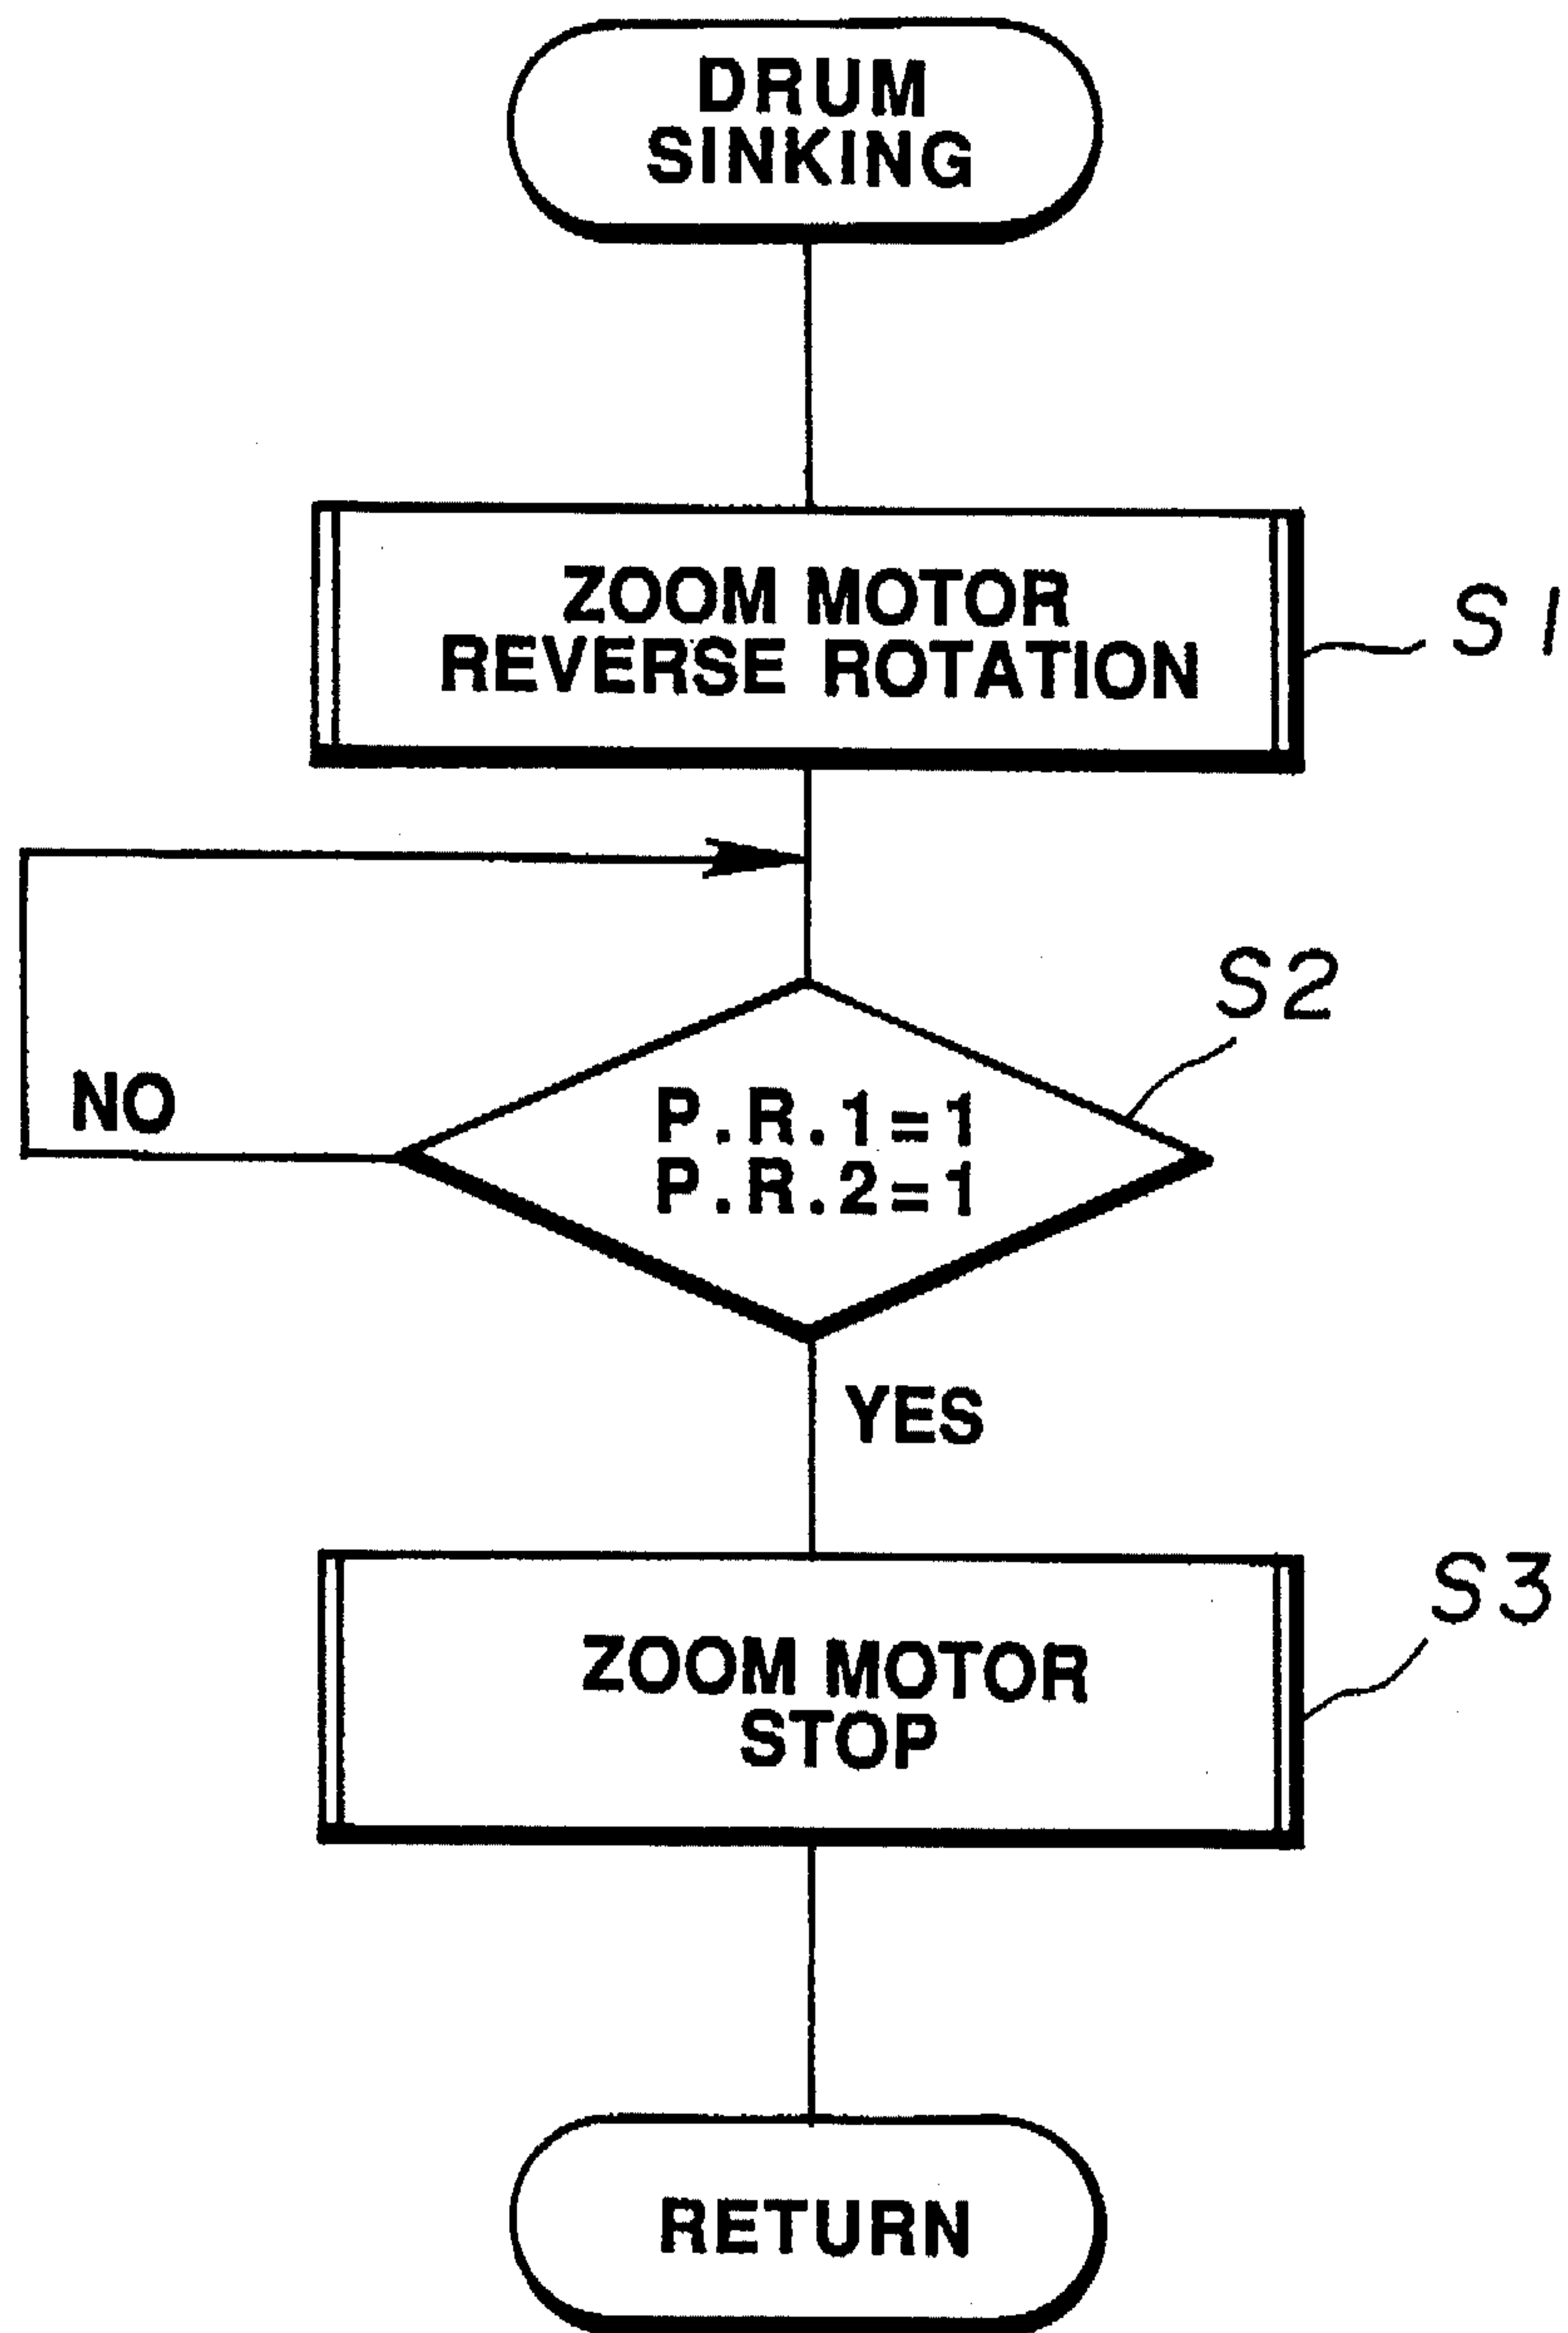 DRUM
SINKING
ZOOM MOTOR
REVERSE ROTATION
S1
S2
NO
P.R.1=1
P.R.2=1
YES
S3
ZOOM MOTOR
STOP
RETURN